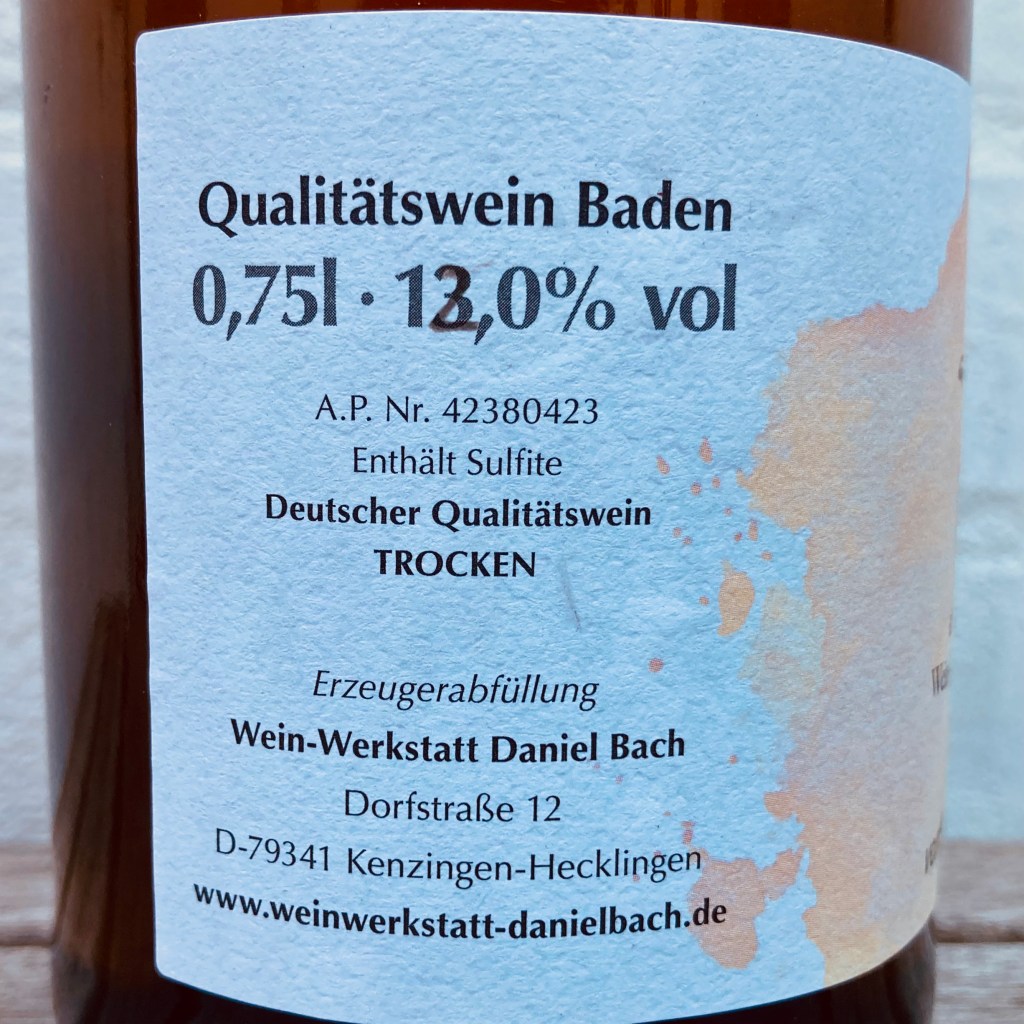 Qualitätswein Baden
0,75l · 13,0% vol
A.P. Nr. 42380423
Enthält Sulfite
Deutscher Qualitätswein
TROCKEN
Erzeugerabfüllung
Wein-Werkstatt Daniel Bach
Dorfstraße 12
D-79341 Kenzingen-Hecklingen
www.weinwerkstatt-danielbach.de